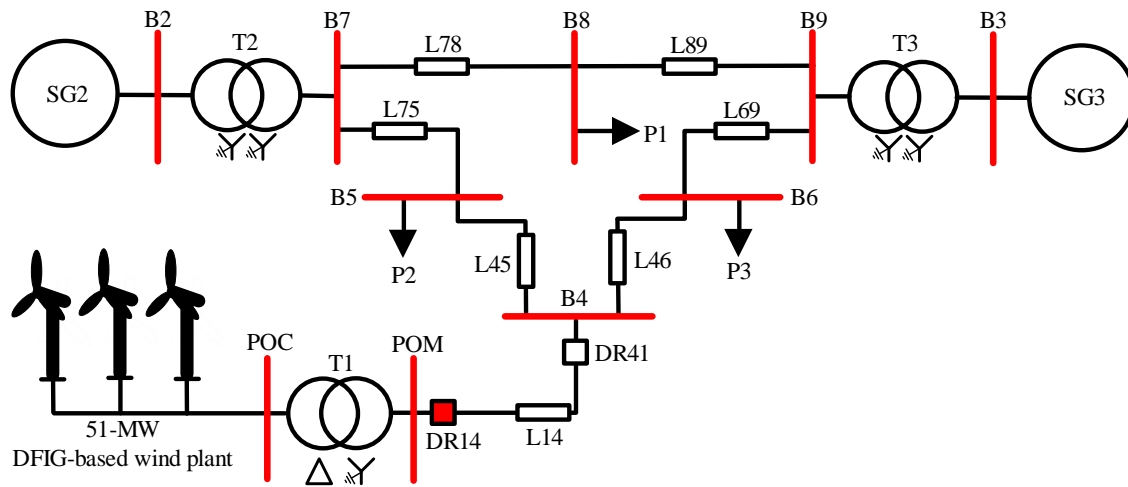 B2
B7
B8
B9
B3
T2
L78
L89
T3
SG2
L75
L69
SG3
P1
B5
B6
P2
L45
L46
P3
B4
POC
T1
POM
DR41
51-MW
DFIG-based wind plant
DR14
L14